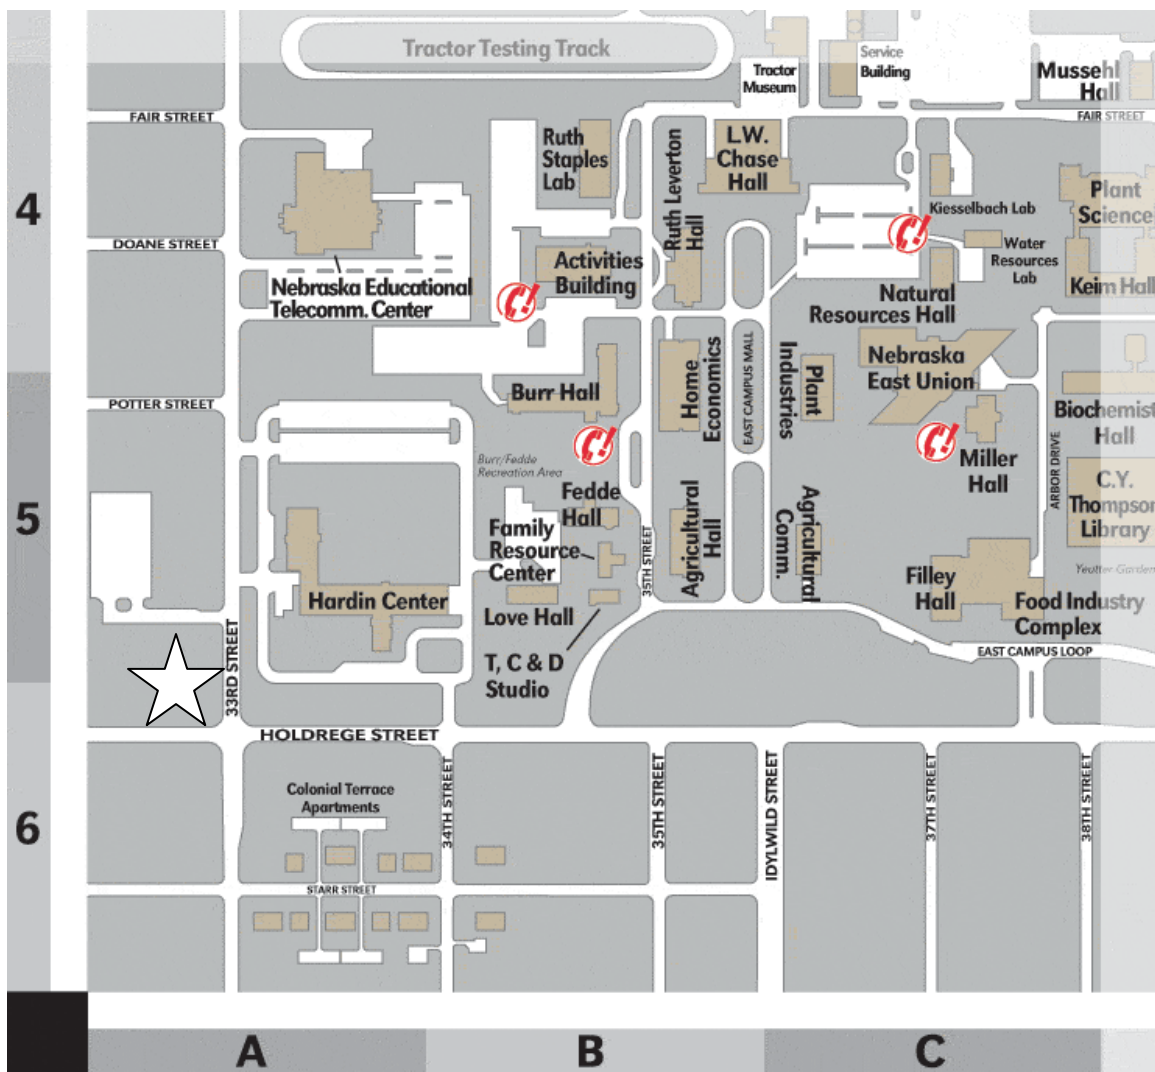 Tractor Testing Track
Service
Building
Tractor
Museum
Mussehl
Hall
FAIR STREET
FAIR STREET
Ruth
Staples
Lab
Ruth Leverton
Hall
L.W.
Chase
Hall
Kiesselbach Lab
Plant
Science
4
DOANE STREET
Nebraska Educational
Telecomm. Center
Activities
Building
Water
Resources
Lab
Natural
Resources Hall
Keim Hall
Nebraska
East Union
Burr Hall
Home
Economics
EAST CAMPUS MALL
Plant
Industries
POTTER STREET
Biochemist
Hall
Burr/Fedde
Recreation Area
Miller
Hall
ARBOR DRIVE
C.Y.
Thompson
Library
5
Fedde
Hall
Family
Resource
Center
35TH STREET
Agricultural
Hall
Agricultural
Comm.
Yeutter Garden
Hardin Center
Love Hall
Filley
Hall
Food Industry
Complex
T, C & D
Studio
EAST CAMPUS LOOP
33RD STREET
HOLDREGE STREET
Colonial Terrace
Apartments
34TH STREET
35TH STREET
IDYLWILD STREET
37TH STREET
38TH STREET
6
STARR STREET
A
B
C